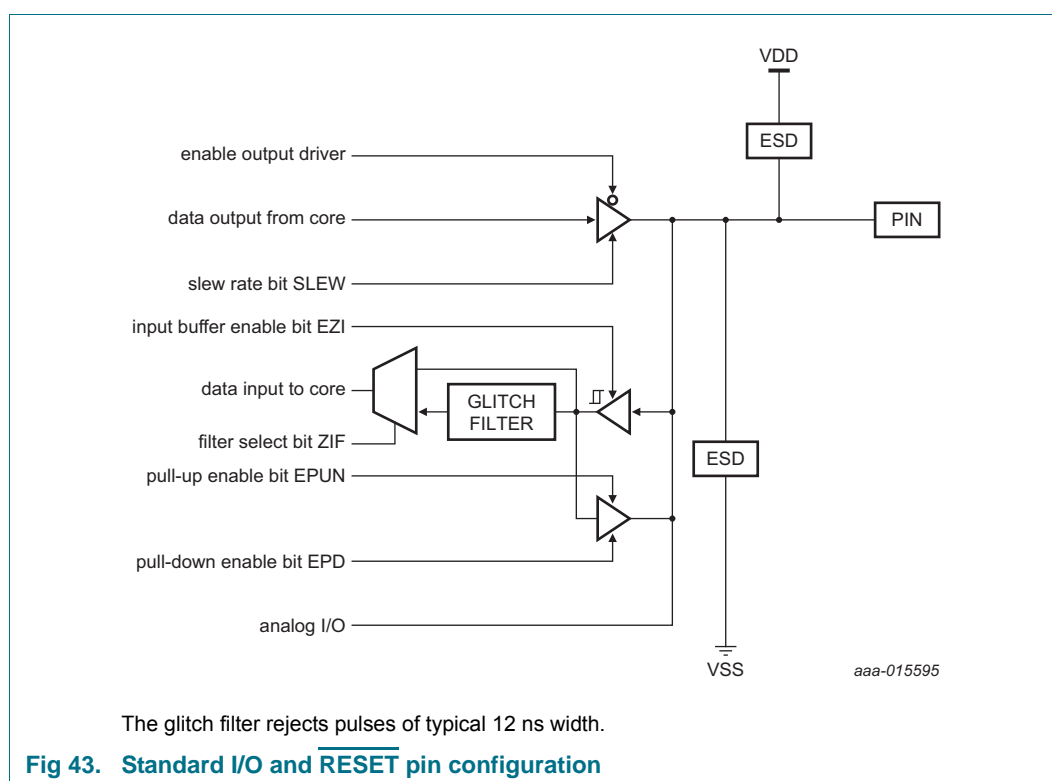 VDD
ESD
enable output driver
data output from core
PIN
slew rate bit SLEW
input buffer enable bit EZI
data input to core
GLITCH
FILTER
filter select bit ZIF
ESD
pull-up enable bit EPUN
pull-down enable bit EPD
analog I/O
VSS
aaa-015595
The glitch filter rejects pulses of typical 12 ns width.
Fig 43. Standard I/O and RESET pin configuration